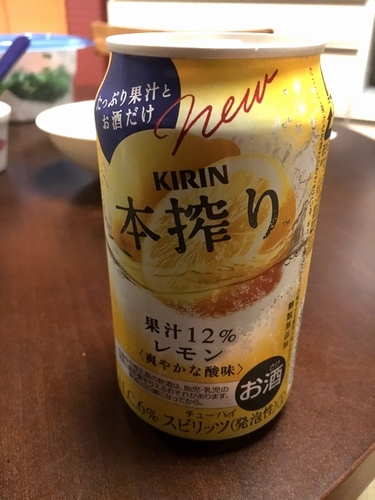 たっぷり果汁と
お酒だけ
new
KIRIN
本搾り™
果汁12%
レモン
〈爽やかな酸味〉
お酒
チューハイ
6% スピリッツ(発泡性)